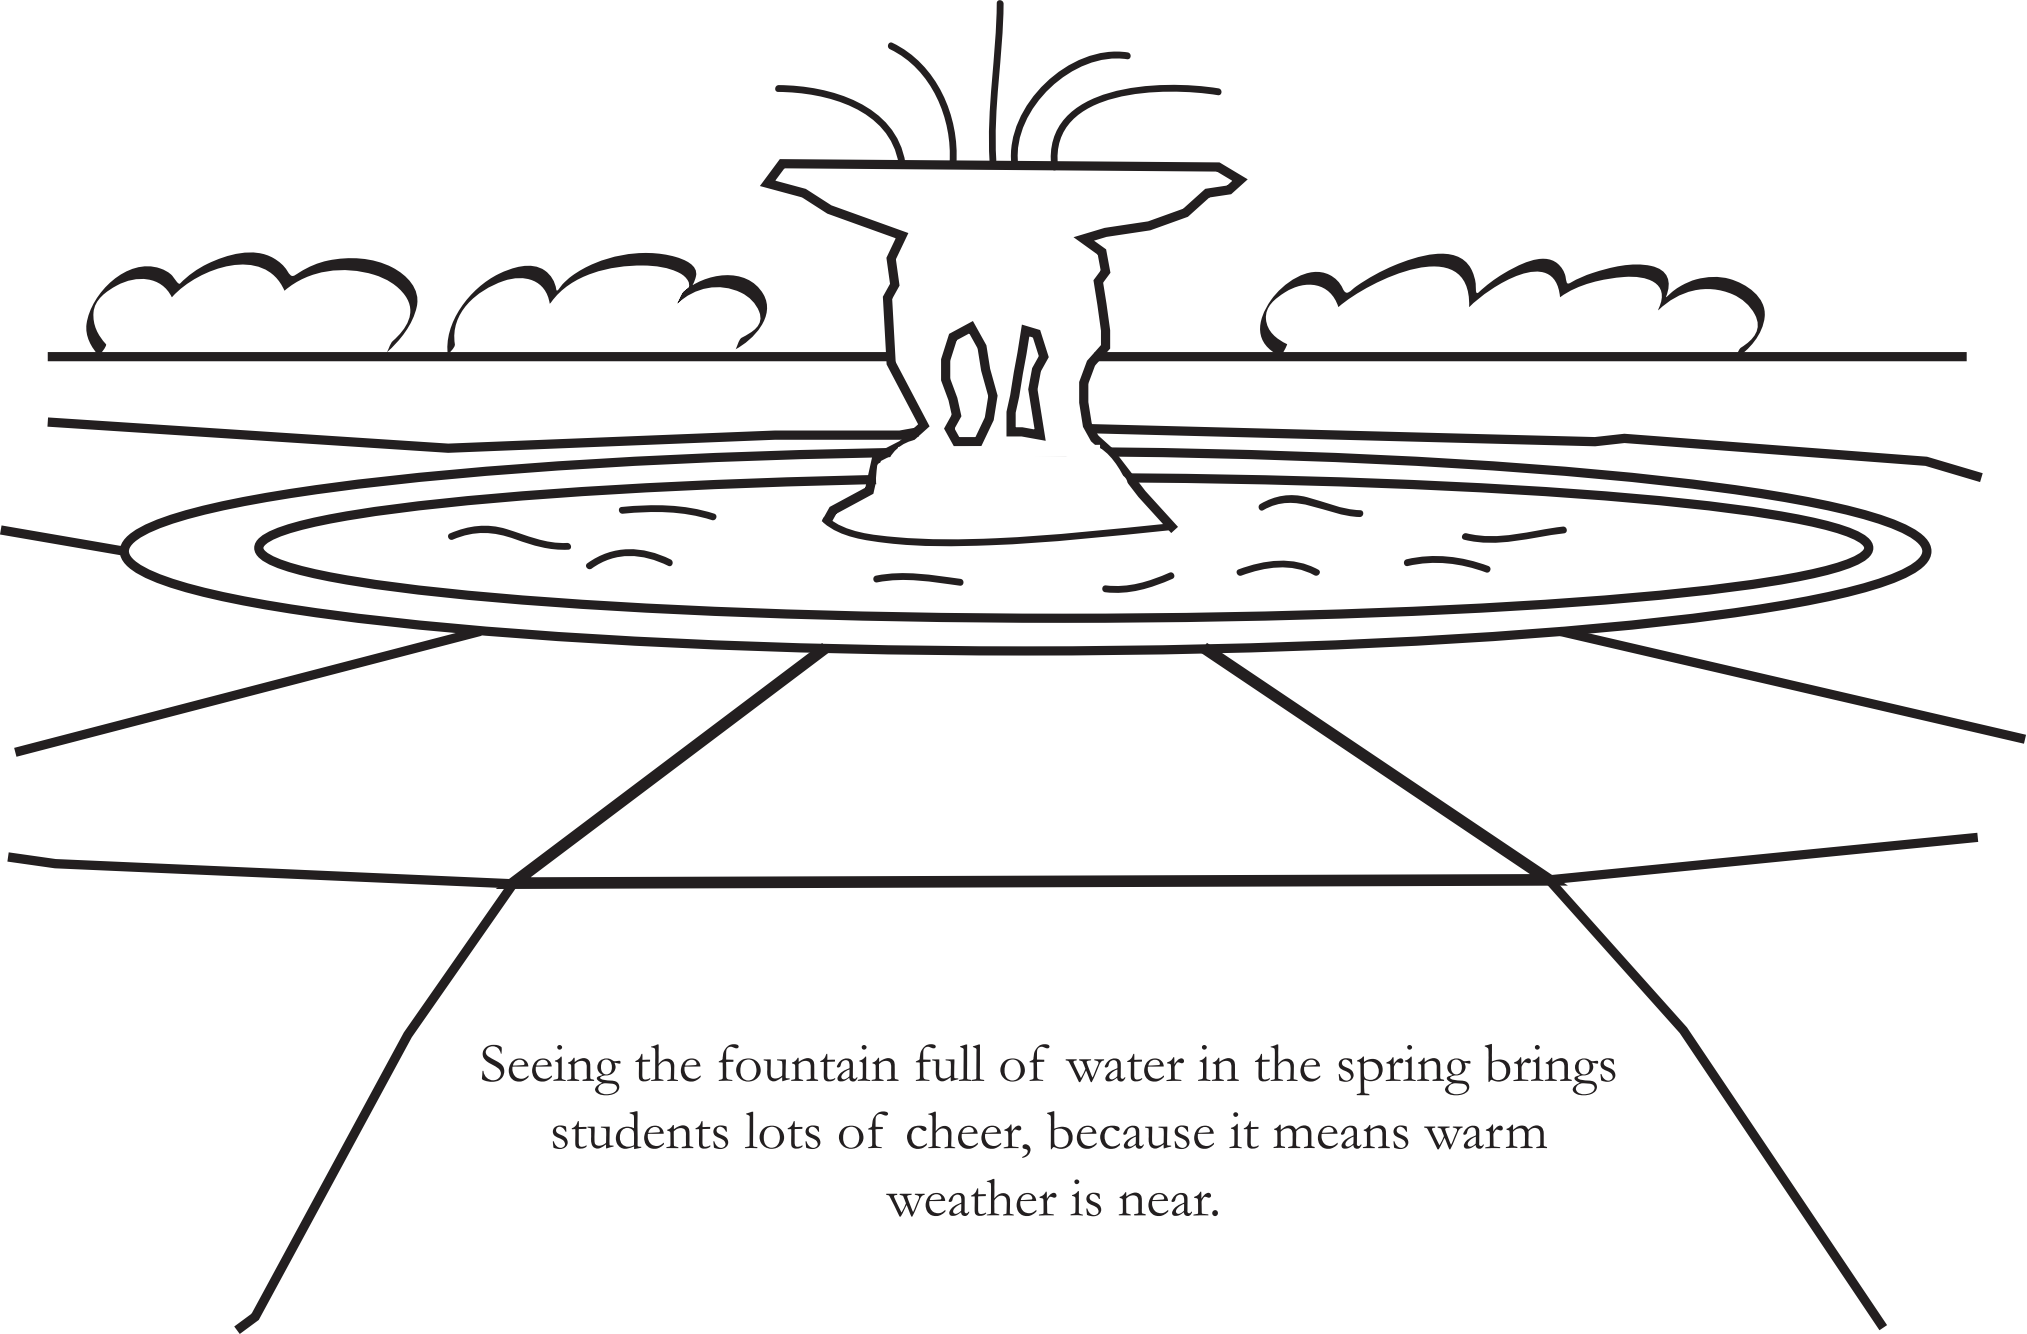 Seeing the fountain full of water in the spring brings
students lots of cheer, because it means warm
weather is near.